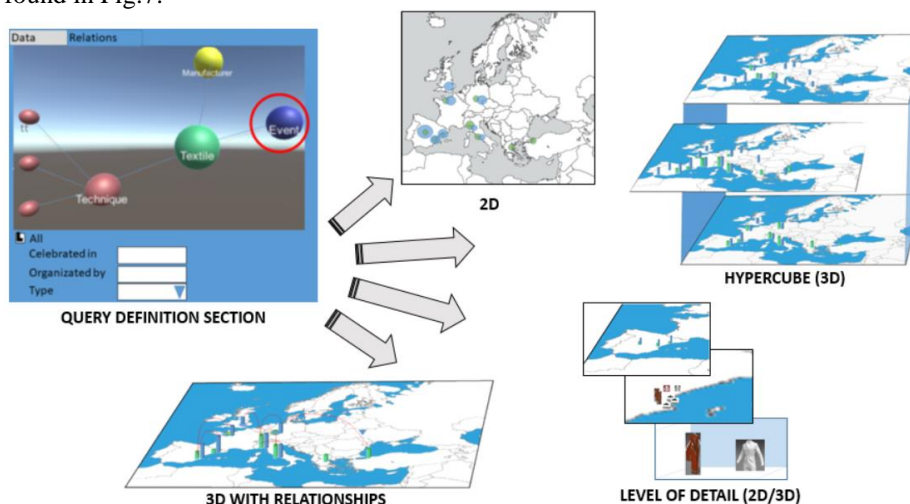 found in Fig.7.
Data Relations
Manufacturer
Event
tt
Textile
Technique
All
Celebrated in
Organizated by
Type
QUERY DEFINITION SECTION
2D
HYPERCUBE (3D)
3D WITH RELATIONSHIPS
LEVEL OF DETAIL (2D/3D)